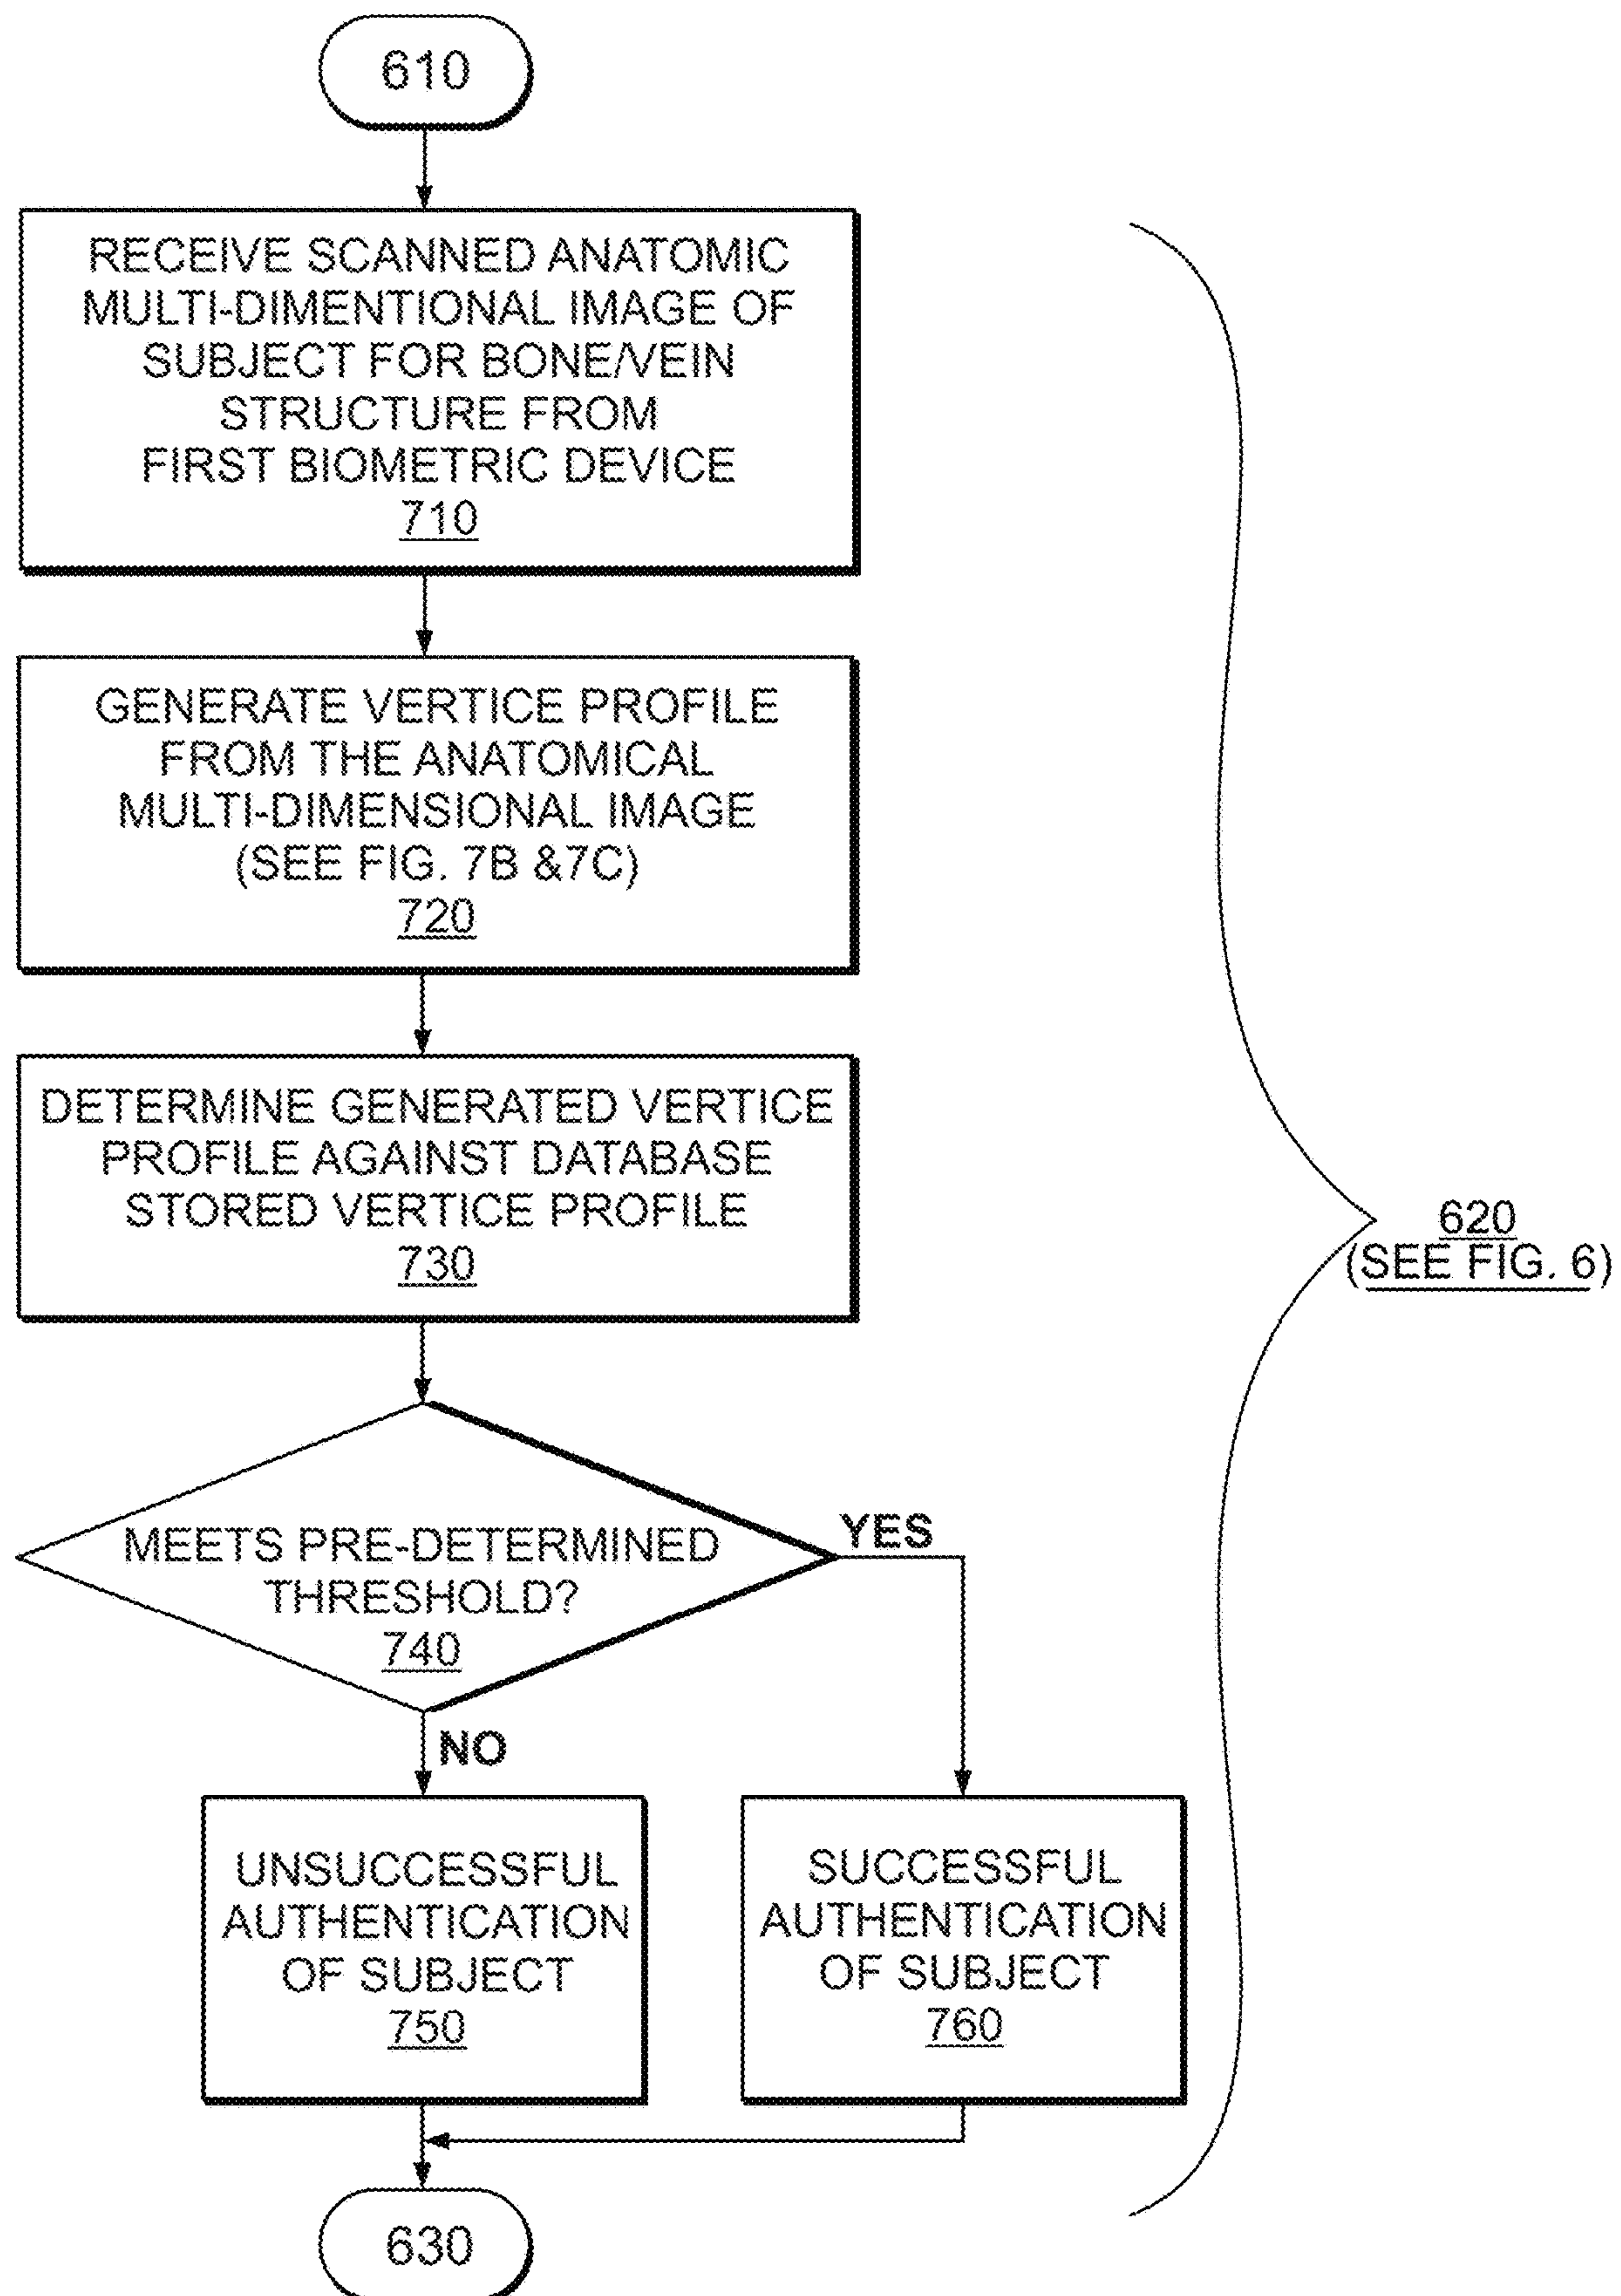 610
RECEIVE SCANNED ANATOMIC
MULTI-DIMENTIONAL IMAGE OF
SUBJECT FOR BONE/VEIN
STRUCTURE FROM
FIRST BIOMETRIC DEVICE
710
GENERATE VERTICE PROFILE
FROM THE ANATOMICAL
MULTI-DIMENSIONAL IMAGE
(SEE FIG. 7B &7C)
720
DETERMINE GENERATED VERTICE
PROFILE AGAINST DATABASE
STORED VERTICE PROFILE
730
620
(SEE FIG. 6)
MEETS PRE-DETERMINED
THRESHOLD?
740
YES
NO
UNSUCCESSFUL
AUTHENTICATION
OF SUBJECT
750
SUCCESSFUL
AUTHENTICATION
OF SUBJECT
760
630